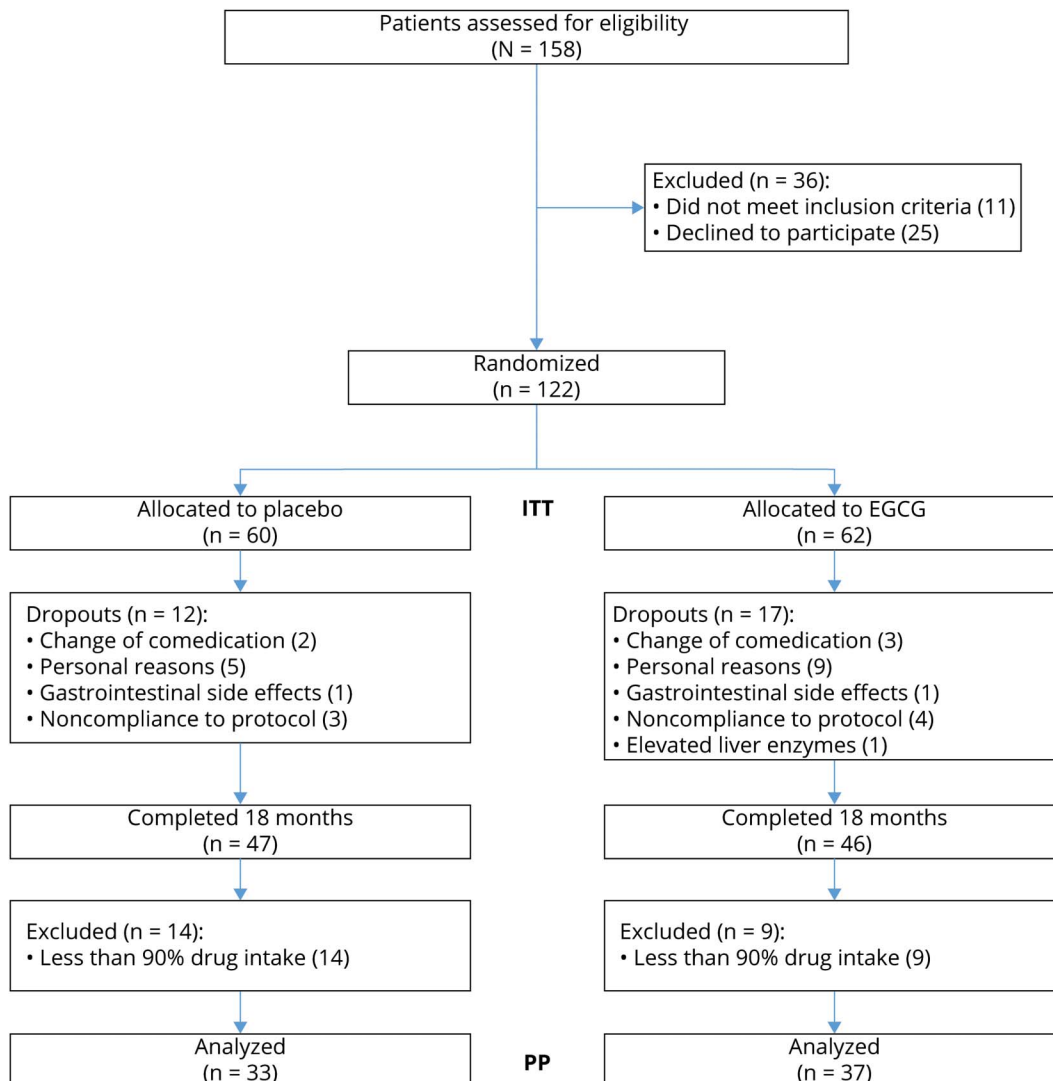 Patients assessed for eligibility
(N = 158)
Excluded (n = 36):
• Did not meet inclusion criteria (11)
• Declined to participate (25)
Randomized
(n = 122)
ITT
Allocated to placebo
(n = 60)
Allocated to EGCG
(n = 62)
Dropouts (n = 12):
• Change of comedication (2)
• Personal reasons (5)
• Gastrointestinal side effects (1)
• Noncompliance to protocol (3)
Dropouts (n = 17):
• Change of comedication (3)
• Personal reasons (9)
• Gastrointestinal side effects (1)
• Noncompliance to protocol (4)
• Elevated liver enzymes (1)
Completed 18 months
(n = 47)
Completed 18 months
(n = 46)
Excluded (n = 14):
• Less than 90% drug intake (14)
Excluded (n = 9):
• Less than 90% drug intake (9)
Analyzed
(n = 33)
PP
Analyzed
(n = 37)